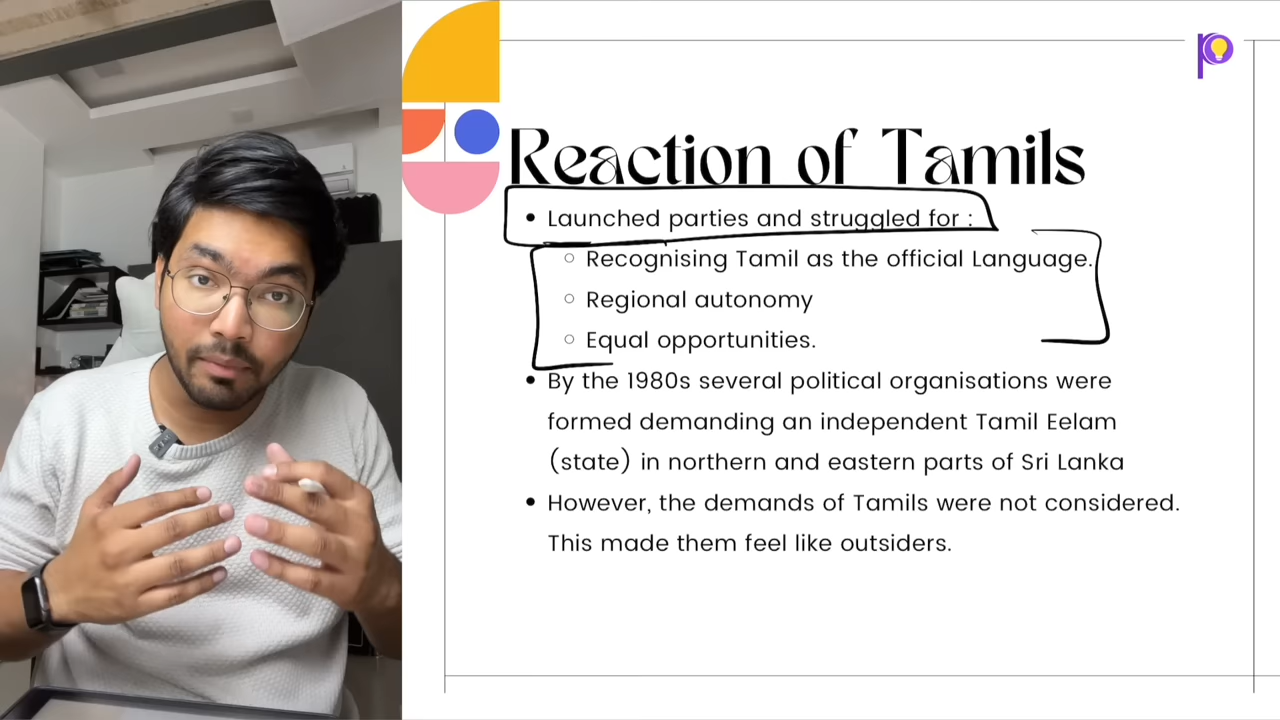 Reaction of Tamils
• Launched parties and struggled for :
○ Recognising Tamil as the official Language.
○ Regional autonomy
○ Equal opportunities.
• By the 1980s several political organisations were
formed demanding an independent Tamil Eelam
(state) in northern and eastern parts of Sri Lanka
• However, the demands of Tamils were not considered.
This made them feel like outsiders.